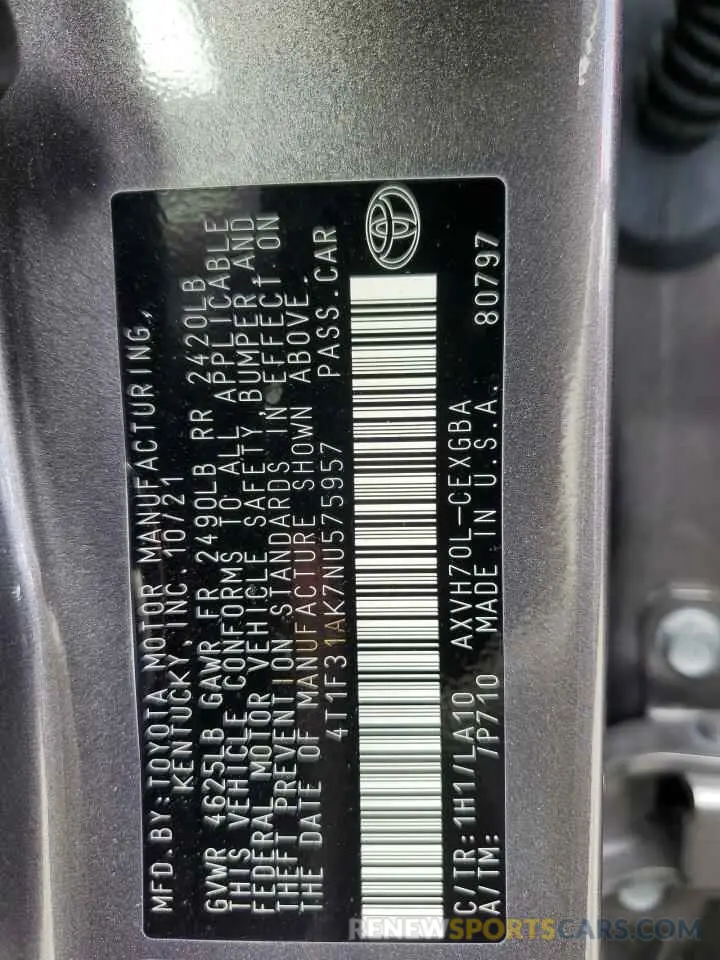 MFD.BY:TOYOTA MOTOR MANUFACTURING,
KENTUCKY, INC. 10/21
GVWR 4625LB GAWR FR 2490LB RR 2420LB
THIS VEHICLE CONFORMS TO ALL APPLICABLE
FEDERAL MOTOR VEHICLE SAFETY, BUMPER, AND
THEFT PREVENTION STANDARDS IN EFFECT ON
THE DATE OF MANUFACTURE SHOWN ABOVE.
4T1F31AK7NU575957 PASS.CAR
C/TR: 1H1/LA10 AXVH70L-CEXGBA
A/TM: /P710 MADE IN U.S.A. 80797
RENEWSPORTSCARS.COM